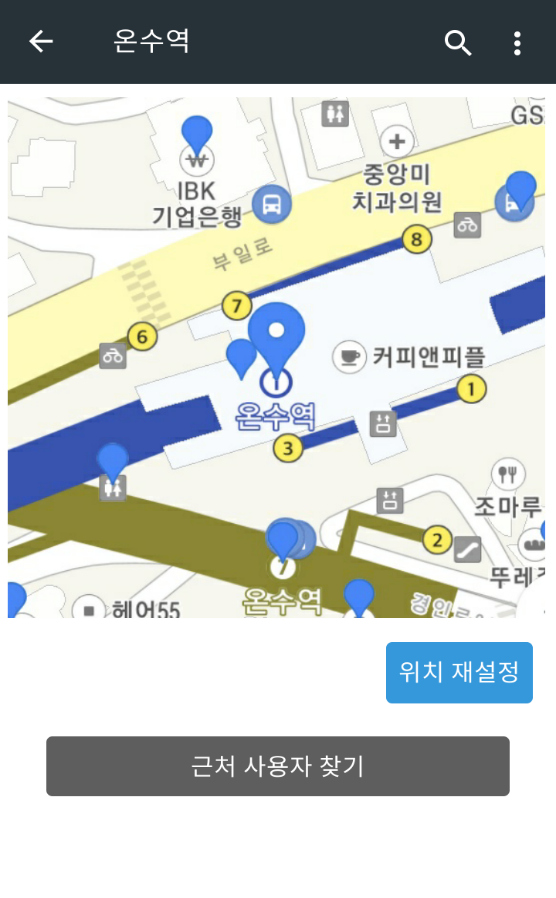 온수역
GS
IBK
기업은행
중앙미
치과의원
부일로
8
7
6
커피앤피플
1
1
온수역
3
조마루
2
뚜레
7
온수역
헤어55
경인로
위치 재설정
근처 사용자 찾기